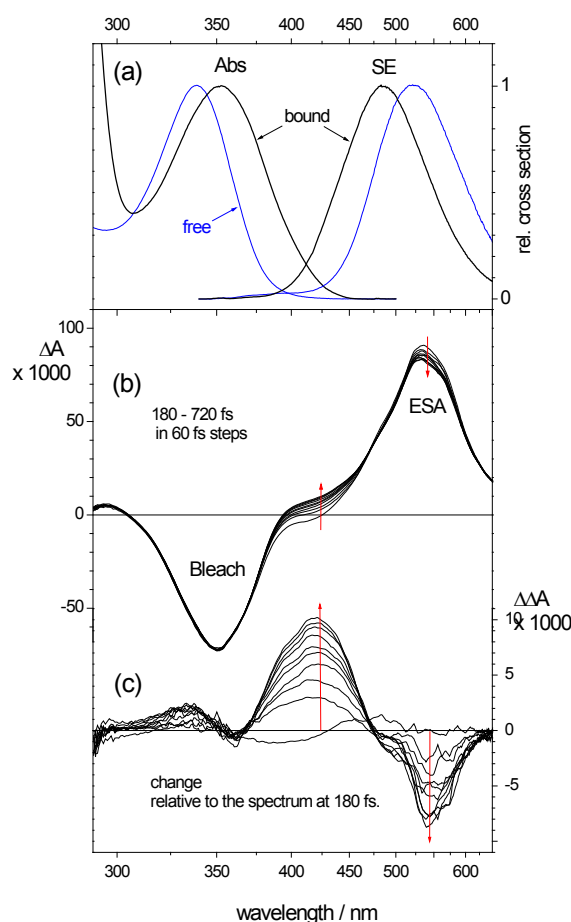 300 350 400 450 500 600
(a)
Abs
SE
bound
free
1
0
rel. cross section
100
50
0
-50
ΔA
x 1000
(b)
180 - 720 fs
in 60 fs steps
ESA
Bleach
ΔΔA
x 1000
10
5
0
-5
(c)
change
relative to the spectrum at 180 fs.
300 350 400 450 500 600
wavelength / nm